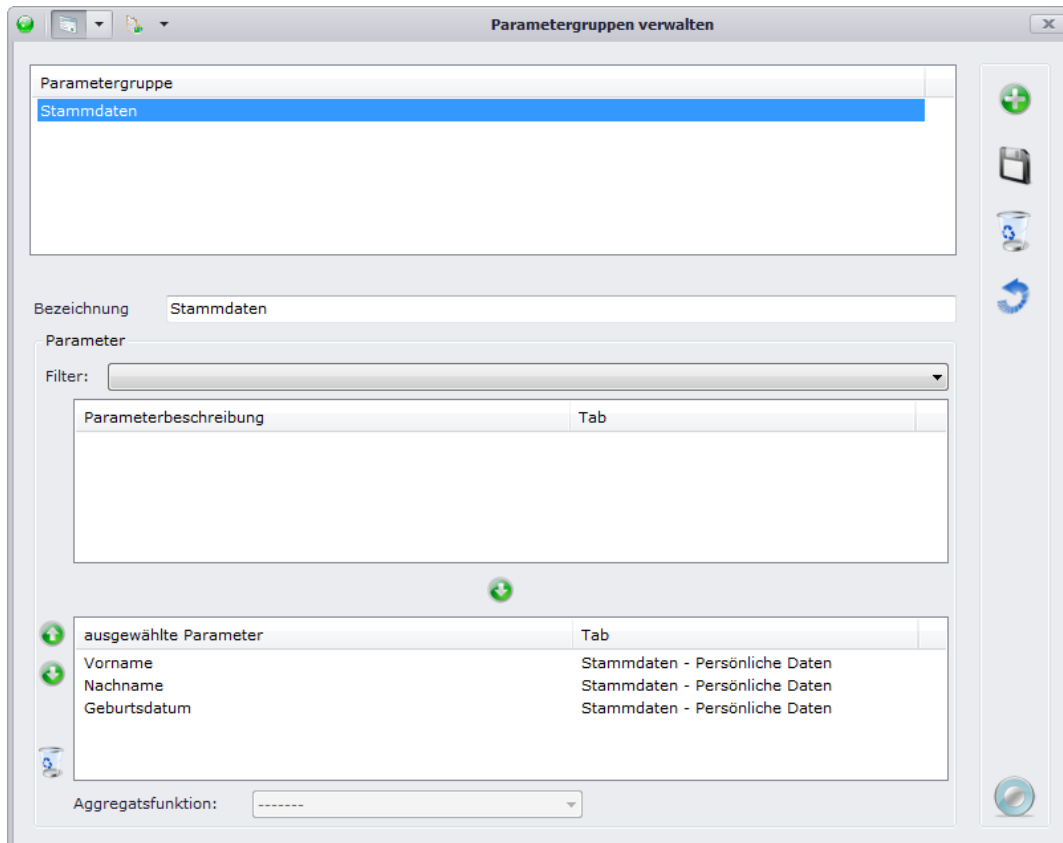 Parametergruppen verwalten
Parametergruppe
Stammdaten
Bezeichnung Stammdaten
Parameter
Filter:
Parameterbeschreibung Tab
ausgewählte Parameter Tab
Vorname Stammdaten - Persönliche Daten
Nachname Stammdaten - Persönliche Daten
Geburtsdatum Stammdaten - Persönliche Daten
Aggregatsfunktion: -------